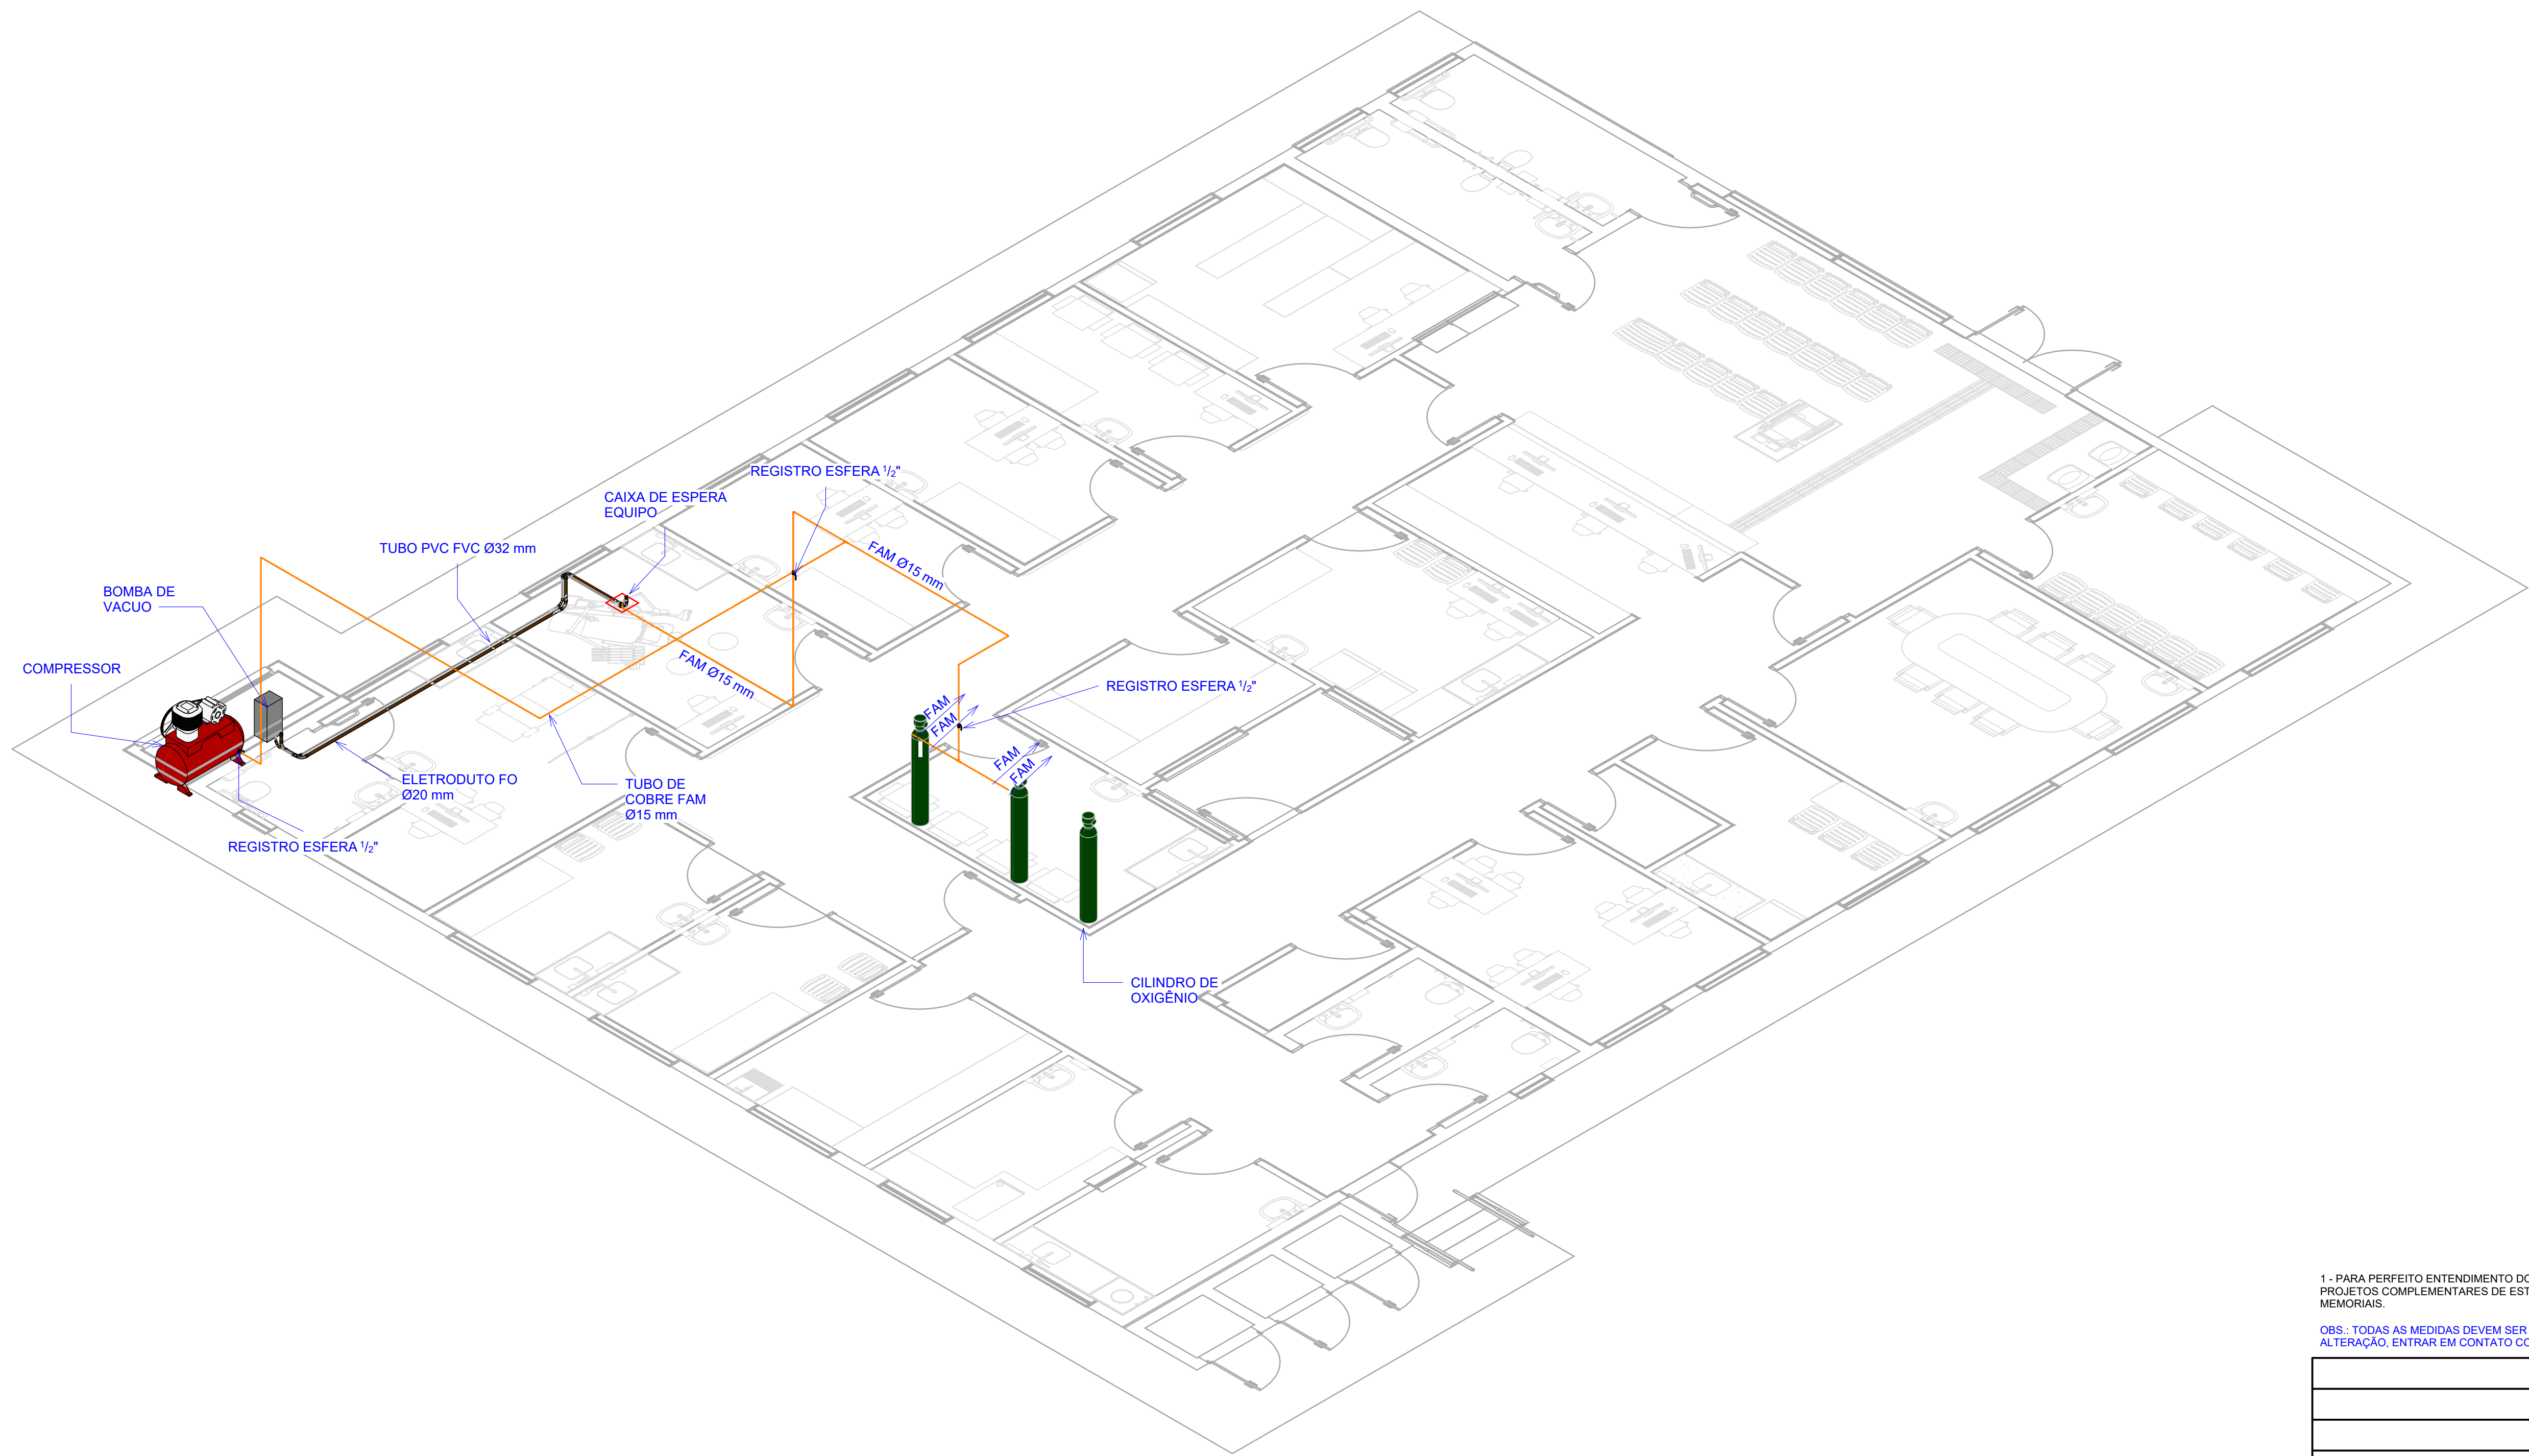 REGISTRO ESFERA 1/2"
CAIXA DE ESPERA
EQUIPO
TUBO PVC FVC Ø32 mm
FAM Ø15 mm
BOMBA DE
VACUO
COMPRESSOR
FAM Ø15 mm
REGISTRO ESFERA 1/2"
FAM
FAM
FAM
FAM
ELETRODUTO FO
Ø20 mm
TUBO DE
COBRE FAM
Ø15 mm
REGISTRO ESFERA 1/2"
CILINDRO DE
OXIGÊNIO
1 - PARA PERFEITO ENTENDIMENTO
PROJETOS COMPLEMENTARES DE
MEMORIAIS.
OBS.: TODAS AS MEDIDAS DEVEM SER
ALTERAÇÃO, ENTRAR EM CONTATO